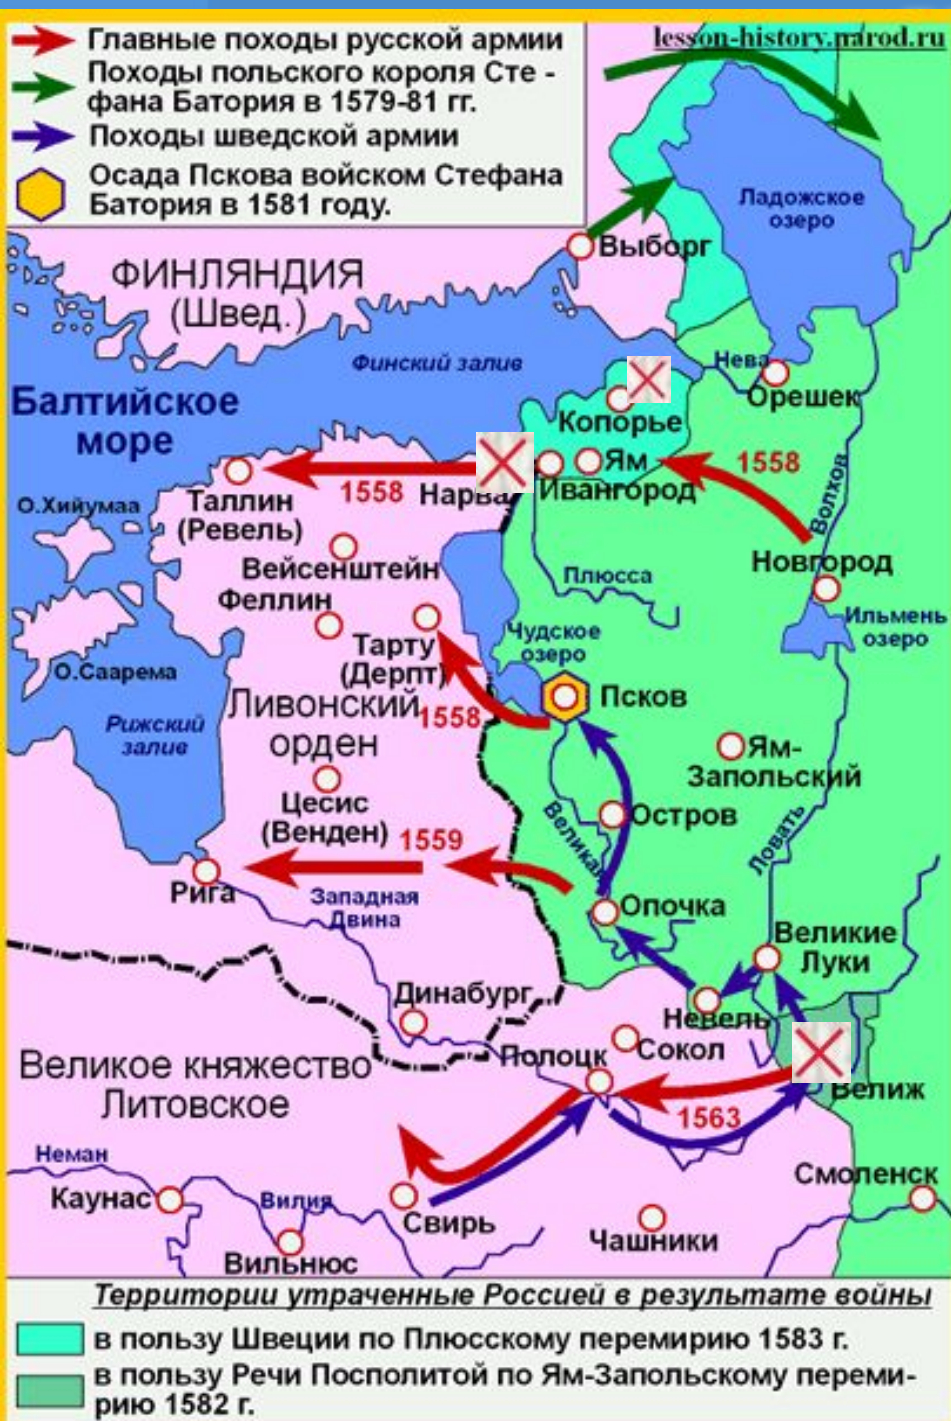 Главные походы русской армии
Походы польского короля Сте -
фана Батория в 1579-81 гг.
Походы шведской армии
Осада Пскова войском Стефана
Батория в 1581 году.
lesson-history.narod.ru
Ладожское
озеро
Выборг
ФИНЛЯНДИЯ
(Швед.)
Финский залив
Нева
Орешек
Балтийское
море
Копорье
Ям
1558
Ивангород
Нарва
1558
Таллин
(Ревель)
О.Хийумаа
Волхов
Новгород
Вейсенштейн
Феллин
Плюсса
Ильмень
озеро
Чудское
озеро
Тарту
(Дерпт)
О.Саарема
Ливонский
орден
1558
Псков
Рижский
залив
Ям-
Запольский
Цесис
(Венден)
Остров
Великая
Ловать
1559
Рига
Западная
Двина
Опочка
Великие
Луки
Динабург
Невель
Сокол
Полоцк
Велиж
Великое княжество
Литовское
1563
Неман
Каунас
Вилия
Свирь
Смоленск
Чашники
Вильнюс
Территории утраченные Россией в результате войны
в пользу Швеции по Плюсскому перемирию 1583 г.
в пользу Речи Посполитой по Ям-Запольскому переми-
рию 1582 г.